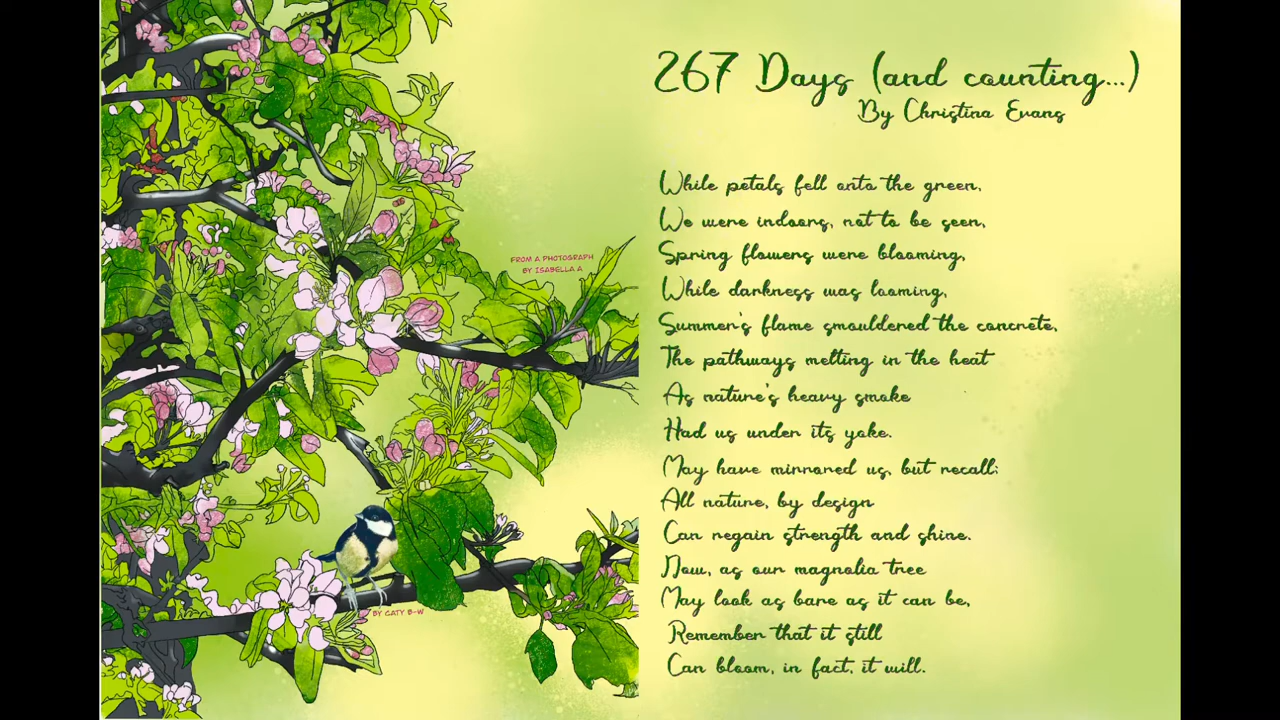 267 Days (and counting...)
By Christina Evans
While petals fell onto the green,
We were indoors, not to be seen,
Spring flowers were blooming,
While darkness was looming,
Summer's flame smouldered the concrete,
The pathways melting in the heat
As nature's heavy smoke
Had us under its yoke.
May have mirrored us, but recall:
All nature, by design
Can regain strength and shine.
Now, as our magnolia tree
May look as bare as it can be,
Remember that it still
Can bloom, in fact, it will.
FROM A PHOTOGRAPH
BY ISABELLA A
BY CATY B-W